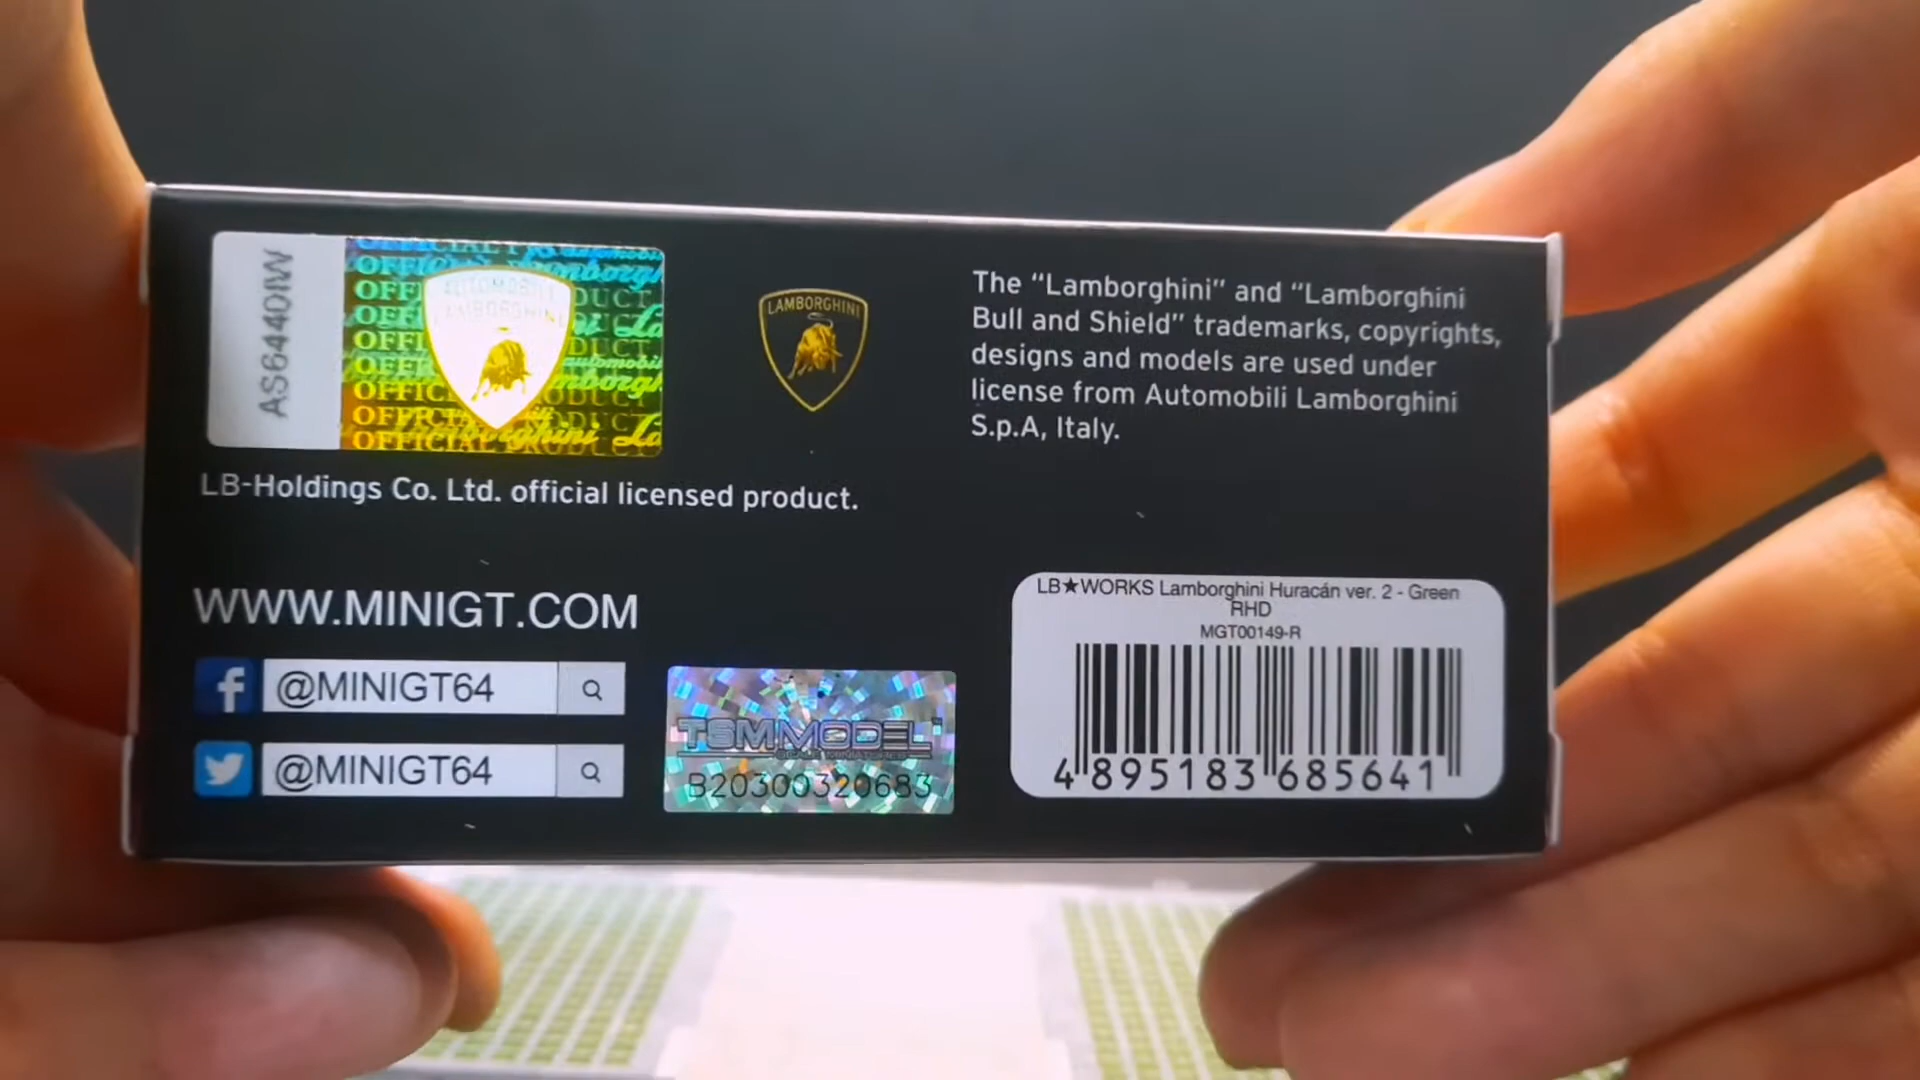 AS6440IW
OFFICIAL PRODUCT
AUTOMOBILI
LAMBORGHINI
LAMBORGHINI
The “Lamborghini” and “Lamborghini
Bull and Shield” trademarks, copyrights,
designs and models are used under
license from Automobili Lamborghini
S.p.A, Italy.
LB-Holdings Co. Ltd. official licensed product.
WWW.MINIGT.COM
@MINIGT64
@MINIGT64
TSMMODEL
B20300320683
LB★WORKS Lamborghini Huracán ver. 2 - Green
RHD
MGT00149-R
4 895183 685641